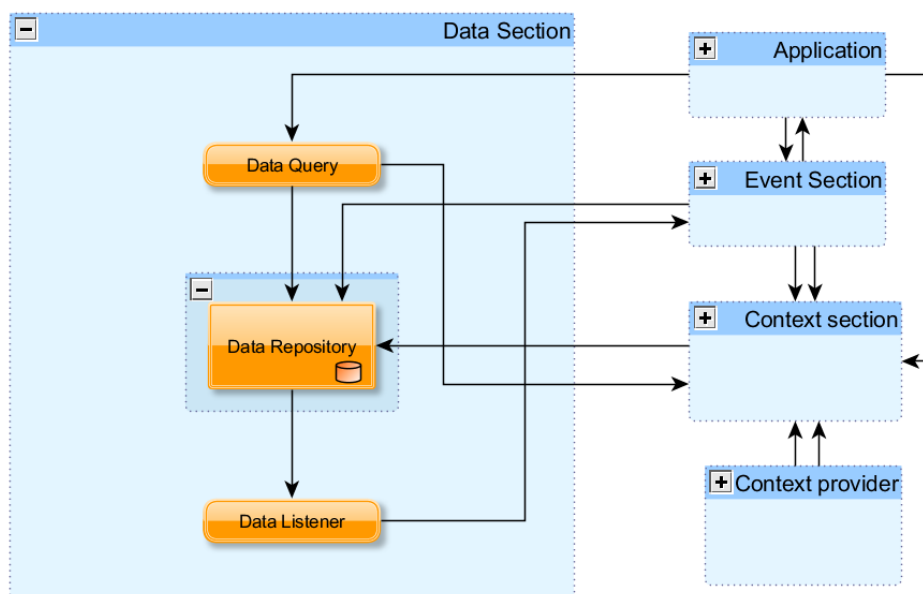 Data Section
Application
Data Query
Event Section
Data Repository
Context section
Context provider
Data Listener